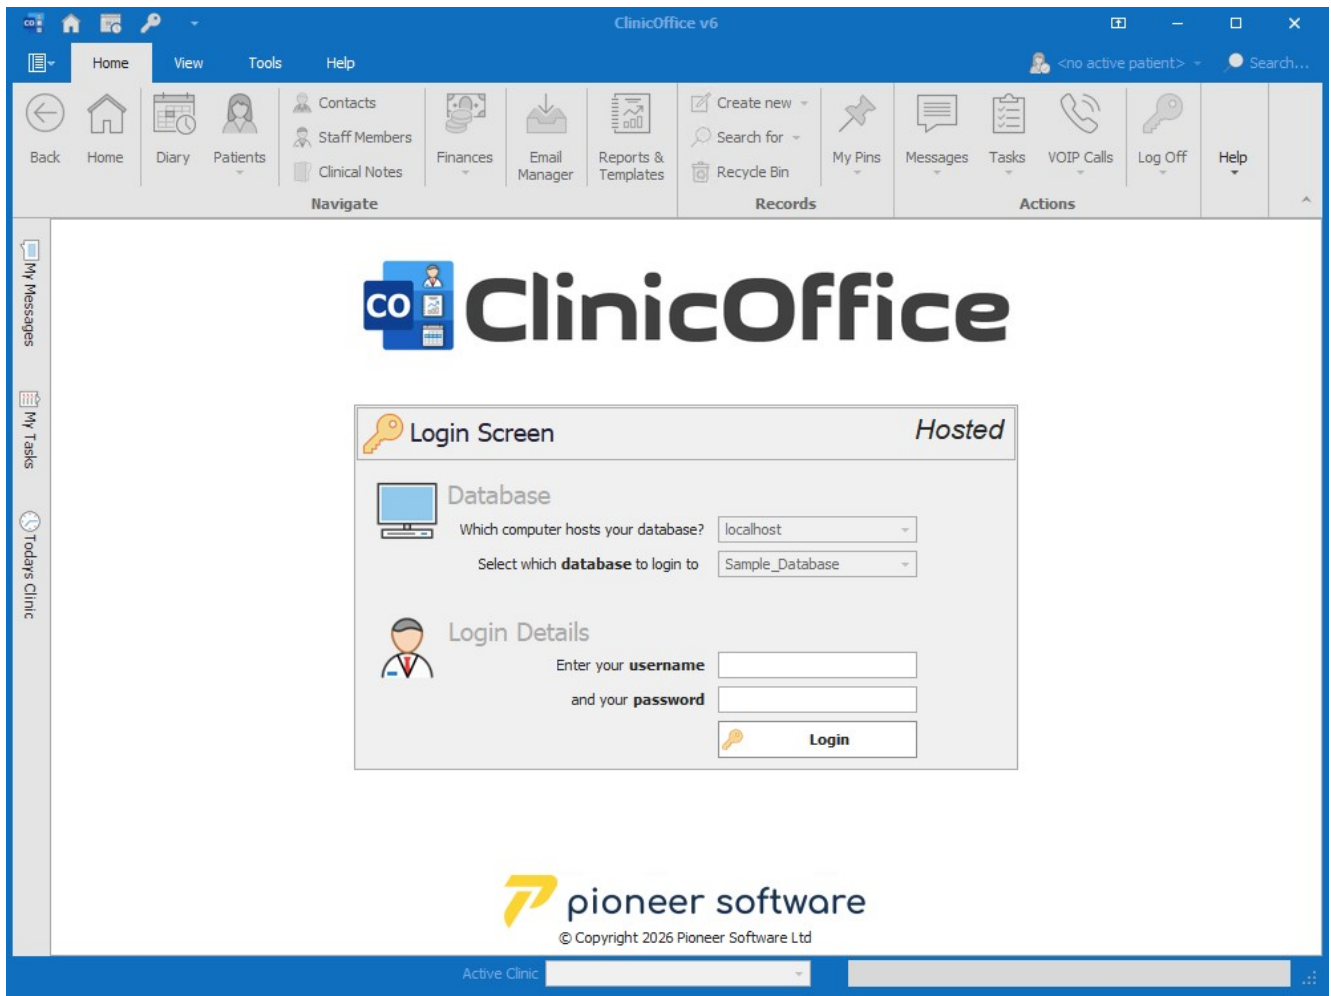 CO
ClinicOffice v6
Home
View
Tools
Help
<no active patient>
Search...
Back
Home
Diary
Patients
Contacts
Staff Members
Clinical Notes
Finances
Email
Manager
Reports &
Templates
Navigate
Create new
Search for
Recycle Bin
My Pins
Records
Messages
Tasks
VOIP Calls
Log Off
Actions
Help
My Messages
My Tasks
Todays Clinic
CO
ClinicOffice
Login Screen
Hosted
Database
Which computer hosts your database?
localhost
Select which database to login to
Sample_Database
Login Details
Enter your username
and your password
Login
pioneer software
© Copyright 2026 Pioneer Software Ltd
Active Clinic